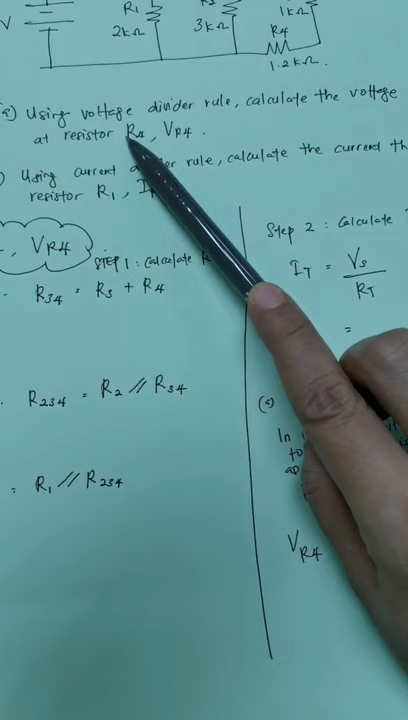 V
R1
2kΩ
3kΩ
1kΩ
R4
1.2kΩ
a) Using voltage divider rule, calculate the voltage
at resistor R4, VR4.
) Using current rule, calculate the current
resistor R1, I
, VR4
STEP 1: Calculate
R34 = R3 + R4
R234 = R2 // R34
= R1 // R234
Step 2: Calculate
IT = Vs / RT
=
(a)
In
to
VR4